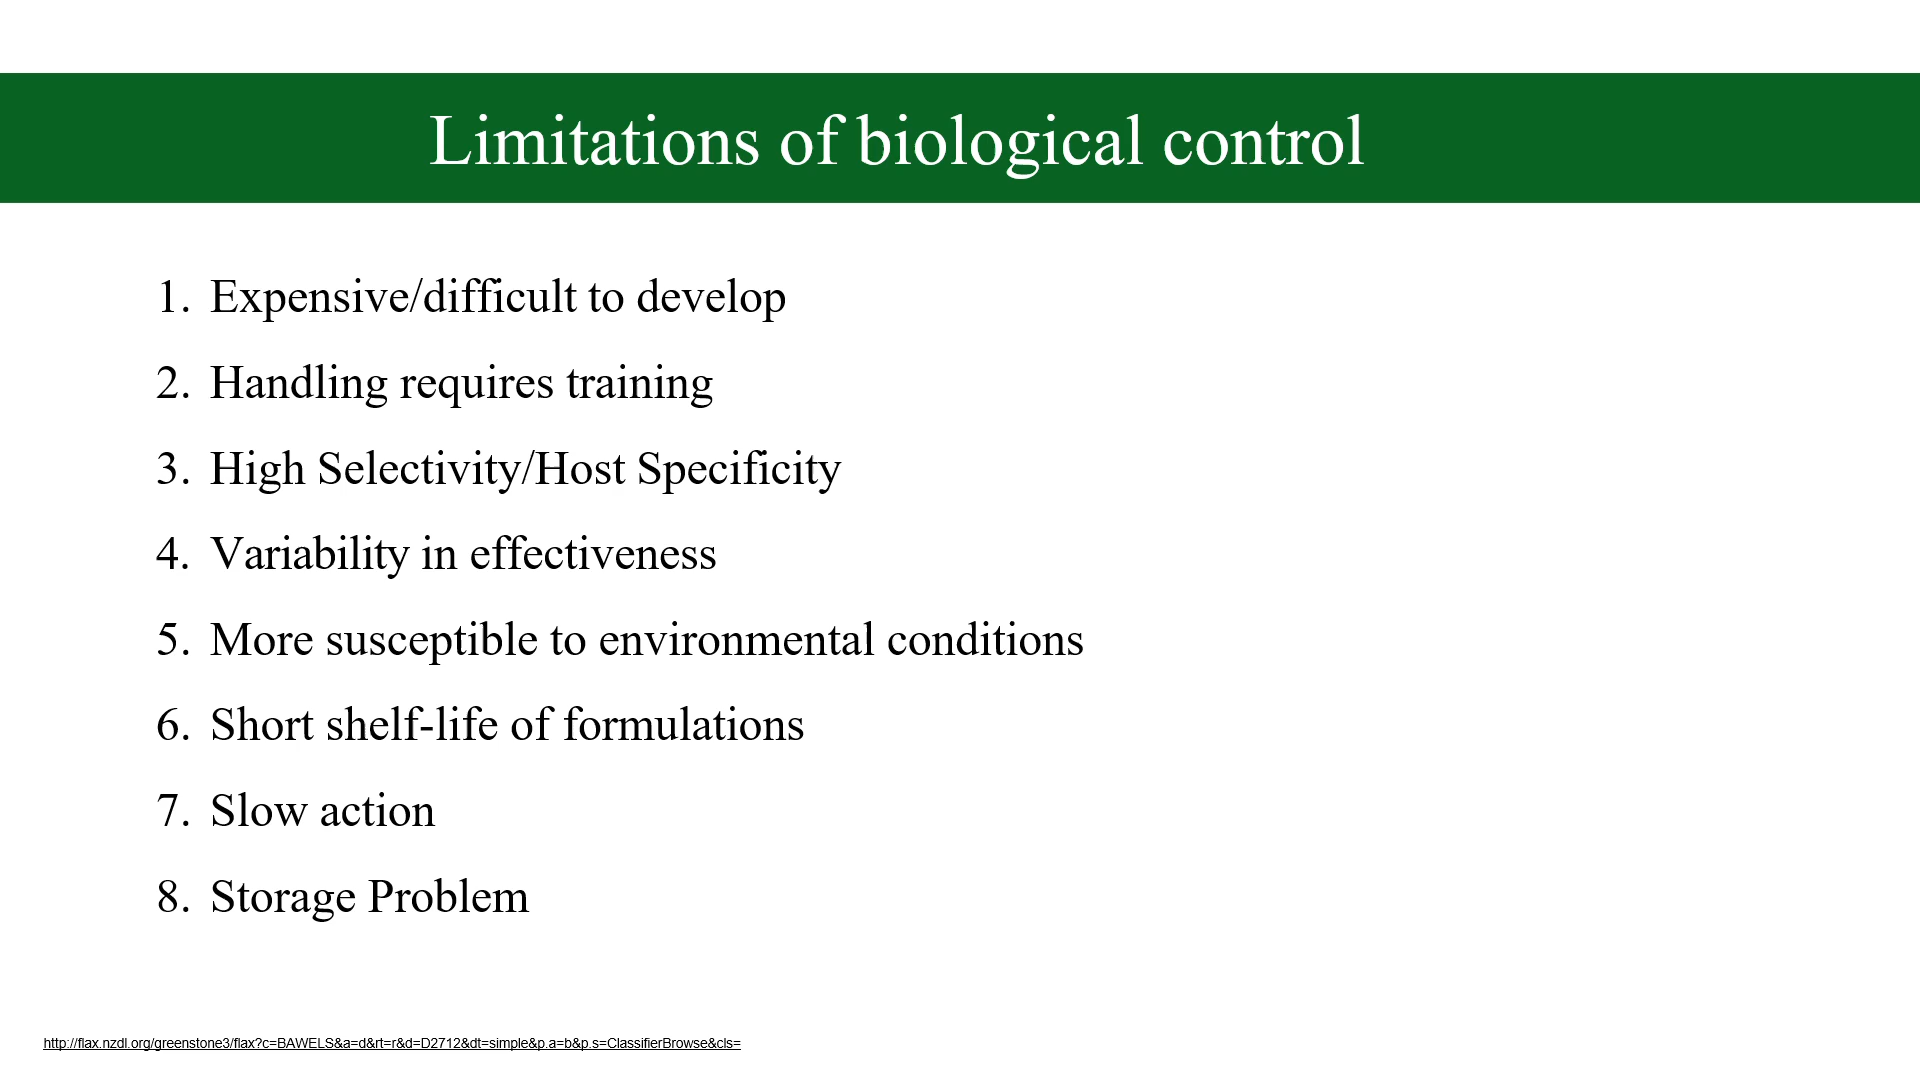 Limitations of biological control
1. Expensive/difficult to develop
2. Handling requires training
3. High Selectivity/Host Specificity
4. Variability in effectiveness
5. More susceptible to environmental conditions
6. Short shelf-life of formulations
7. Slow action
8. Storage Problem
http://flax.nzdl.org/greenstone3/flax?c=BAWELS&a=d&rt=r&d=D2712&dt=simple&p.a=b&p.s=ClassifierBrowse&cls=